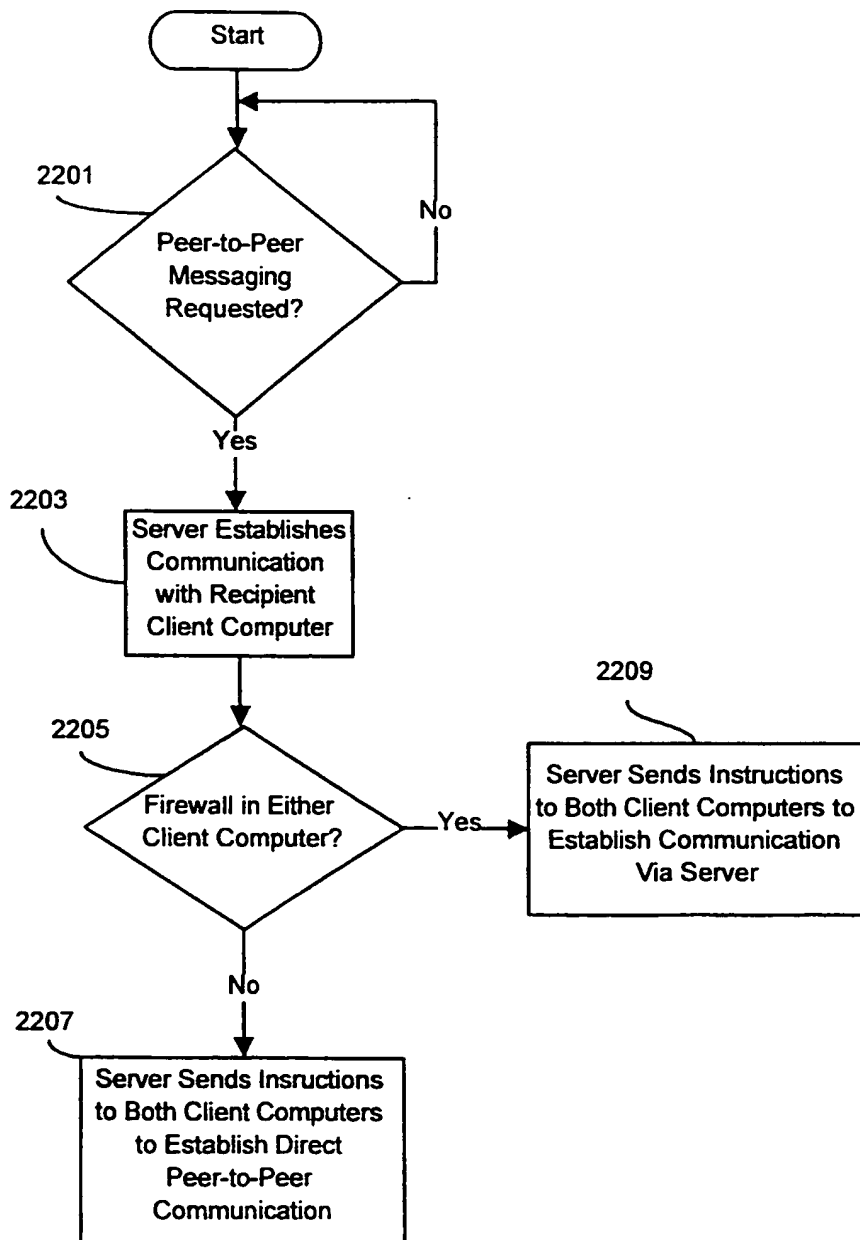 Start
2201
No
Peer-to-Peer
Messaging
Requested?
Yes
2203
Server Establishes
Communication
with Recipient
Client Computer
2209
2205
Server Sends Instructions
to Both Client Computers to
Establish Communication
Via Server
Firewall in Either
Client Computer?
Yes
No
2207
Server Sends Insructions
to Both Client Computers
to Establish Direct
Peer-to-Peer
Communication